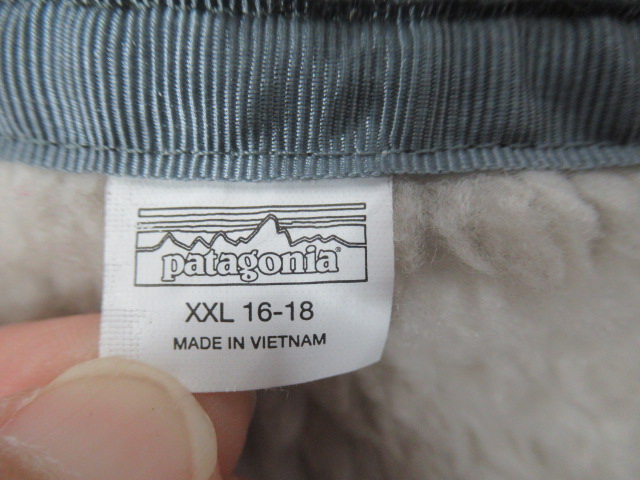 patagonia®
XXL 16-18
MADE IN VIETNAM